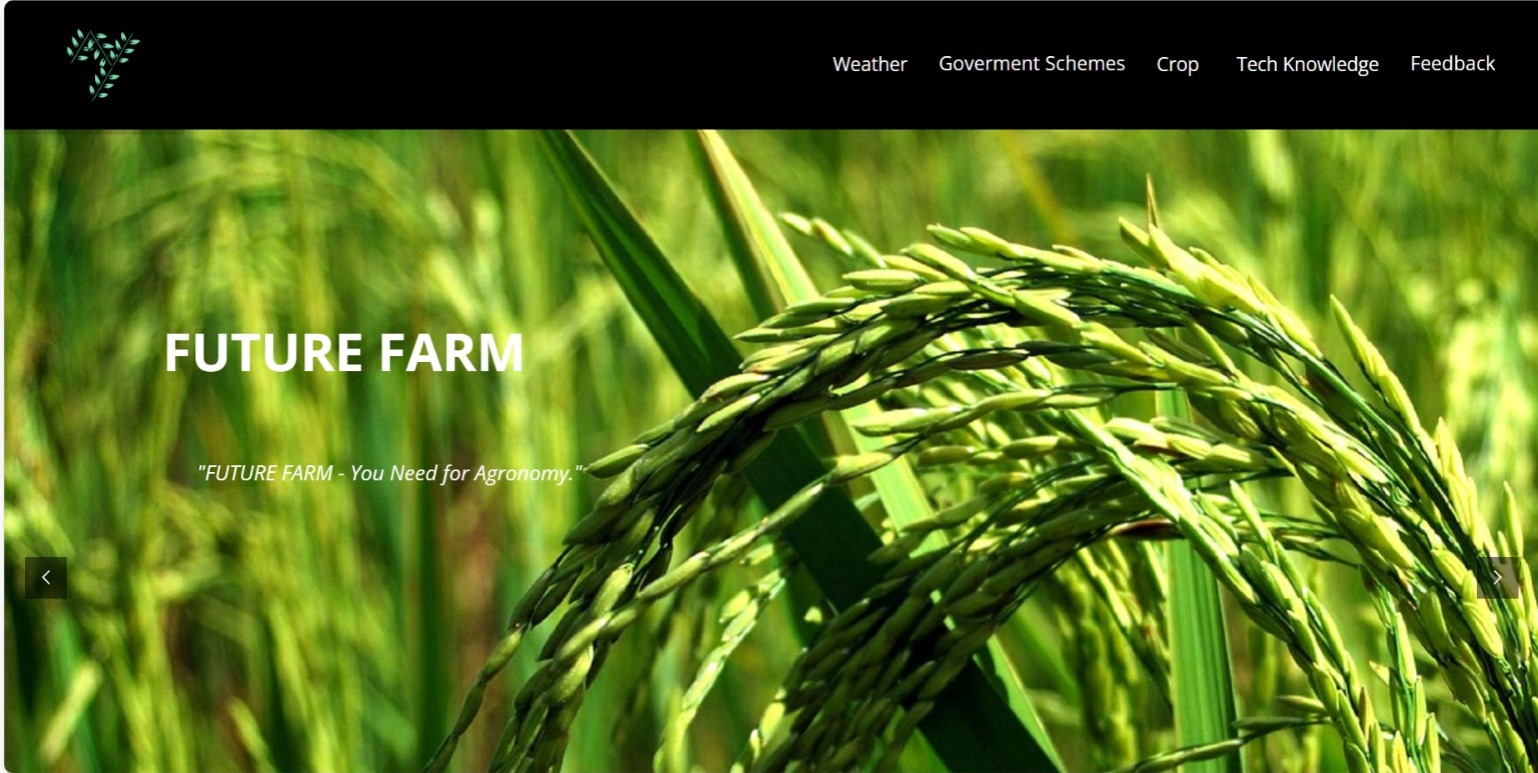 Weather Goverment Schemes Crop Tech Knowledge Feedback
FUTURE FARM
"FUTURE FARM - You Need for Agronomy."